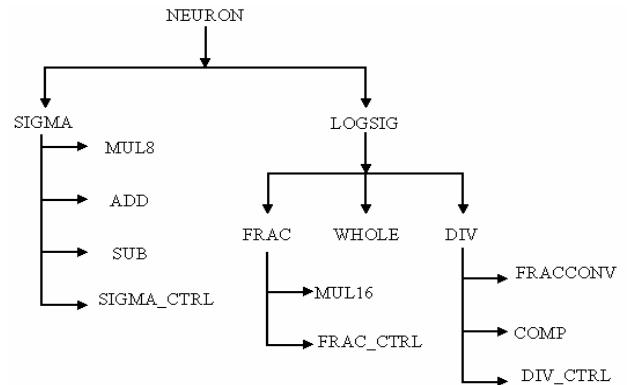 NEURON
SIGMA
LOGSIG
MUL8
ADD
SUB
SIGMA_CTRL
FRAC
WHOLE
DIV
MUL16
FRAC_CTRL
FRACCONV
COMP
DIV_CTRL